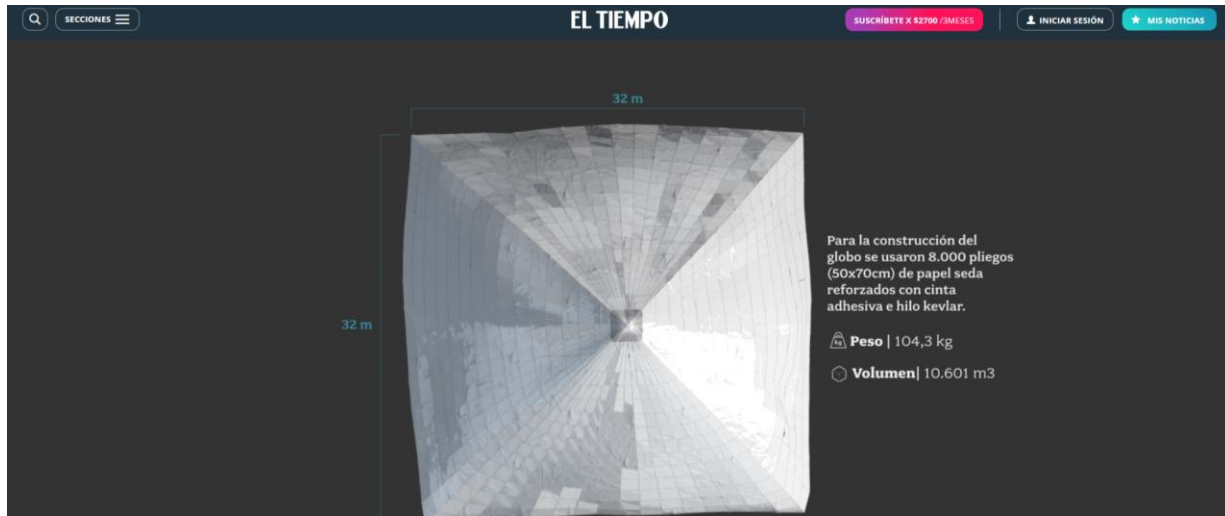 SECCIONES
EL TIEMPO
SUSCRÍBETE X $2700 /3MESES
INICIAR SESIÓN
MIS NOTICIAS
32 m
32 m
Para la construcción del
globo se usaron 8.000 pliegos
(50x70cm) de papel seda
reforzados con cinta
adhesiva e hilo kevlar.
kg Peso | 104,3 kg
Volumen| 10.601 m3